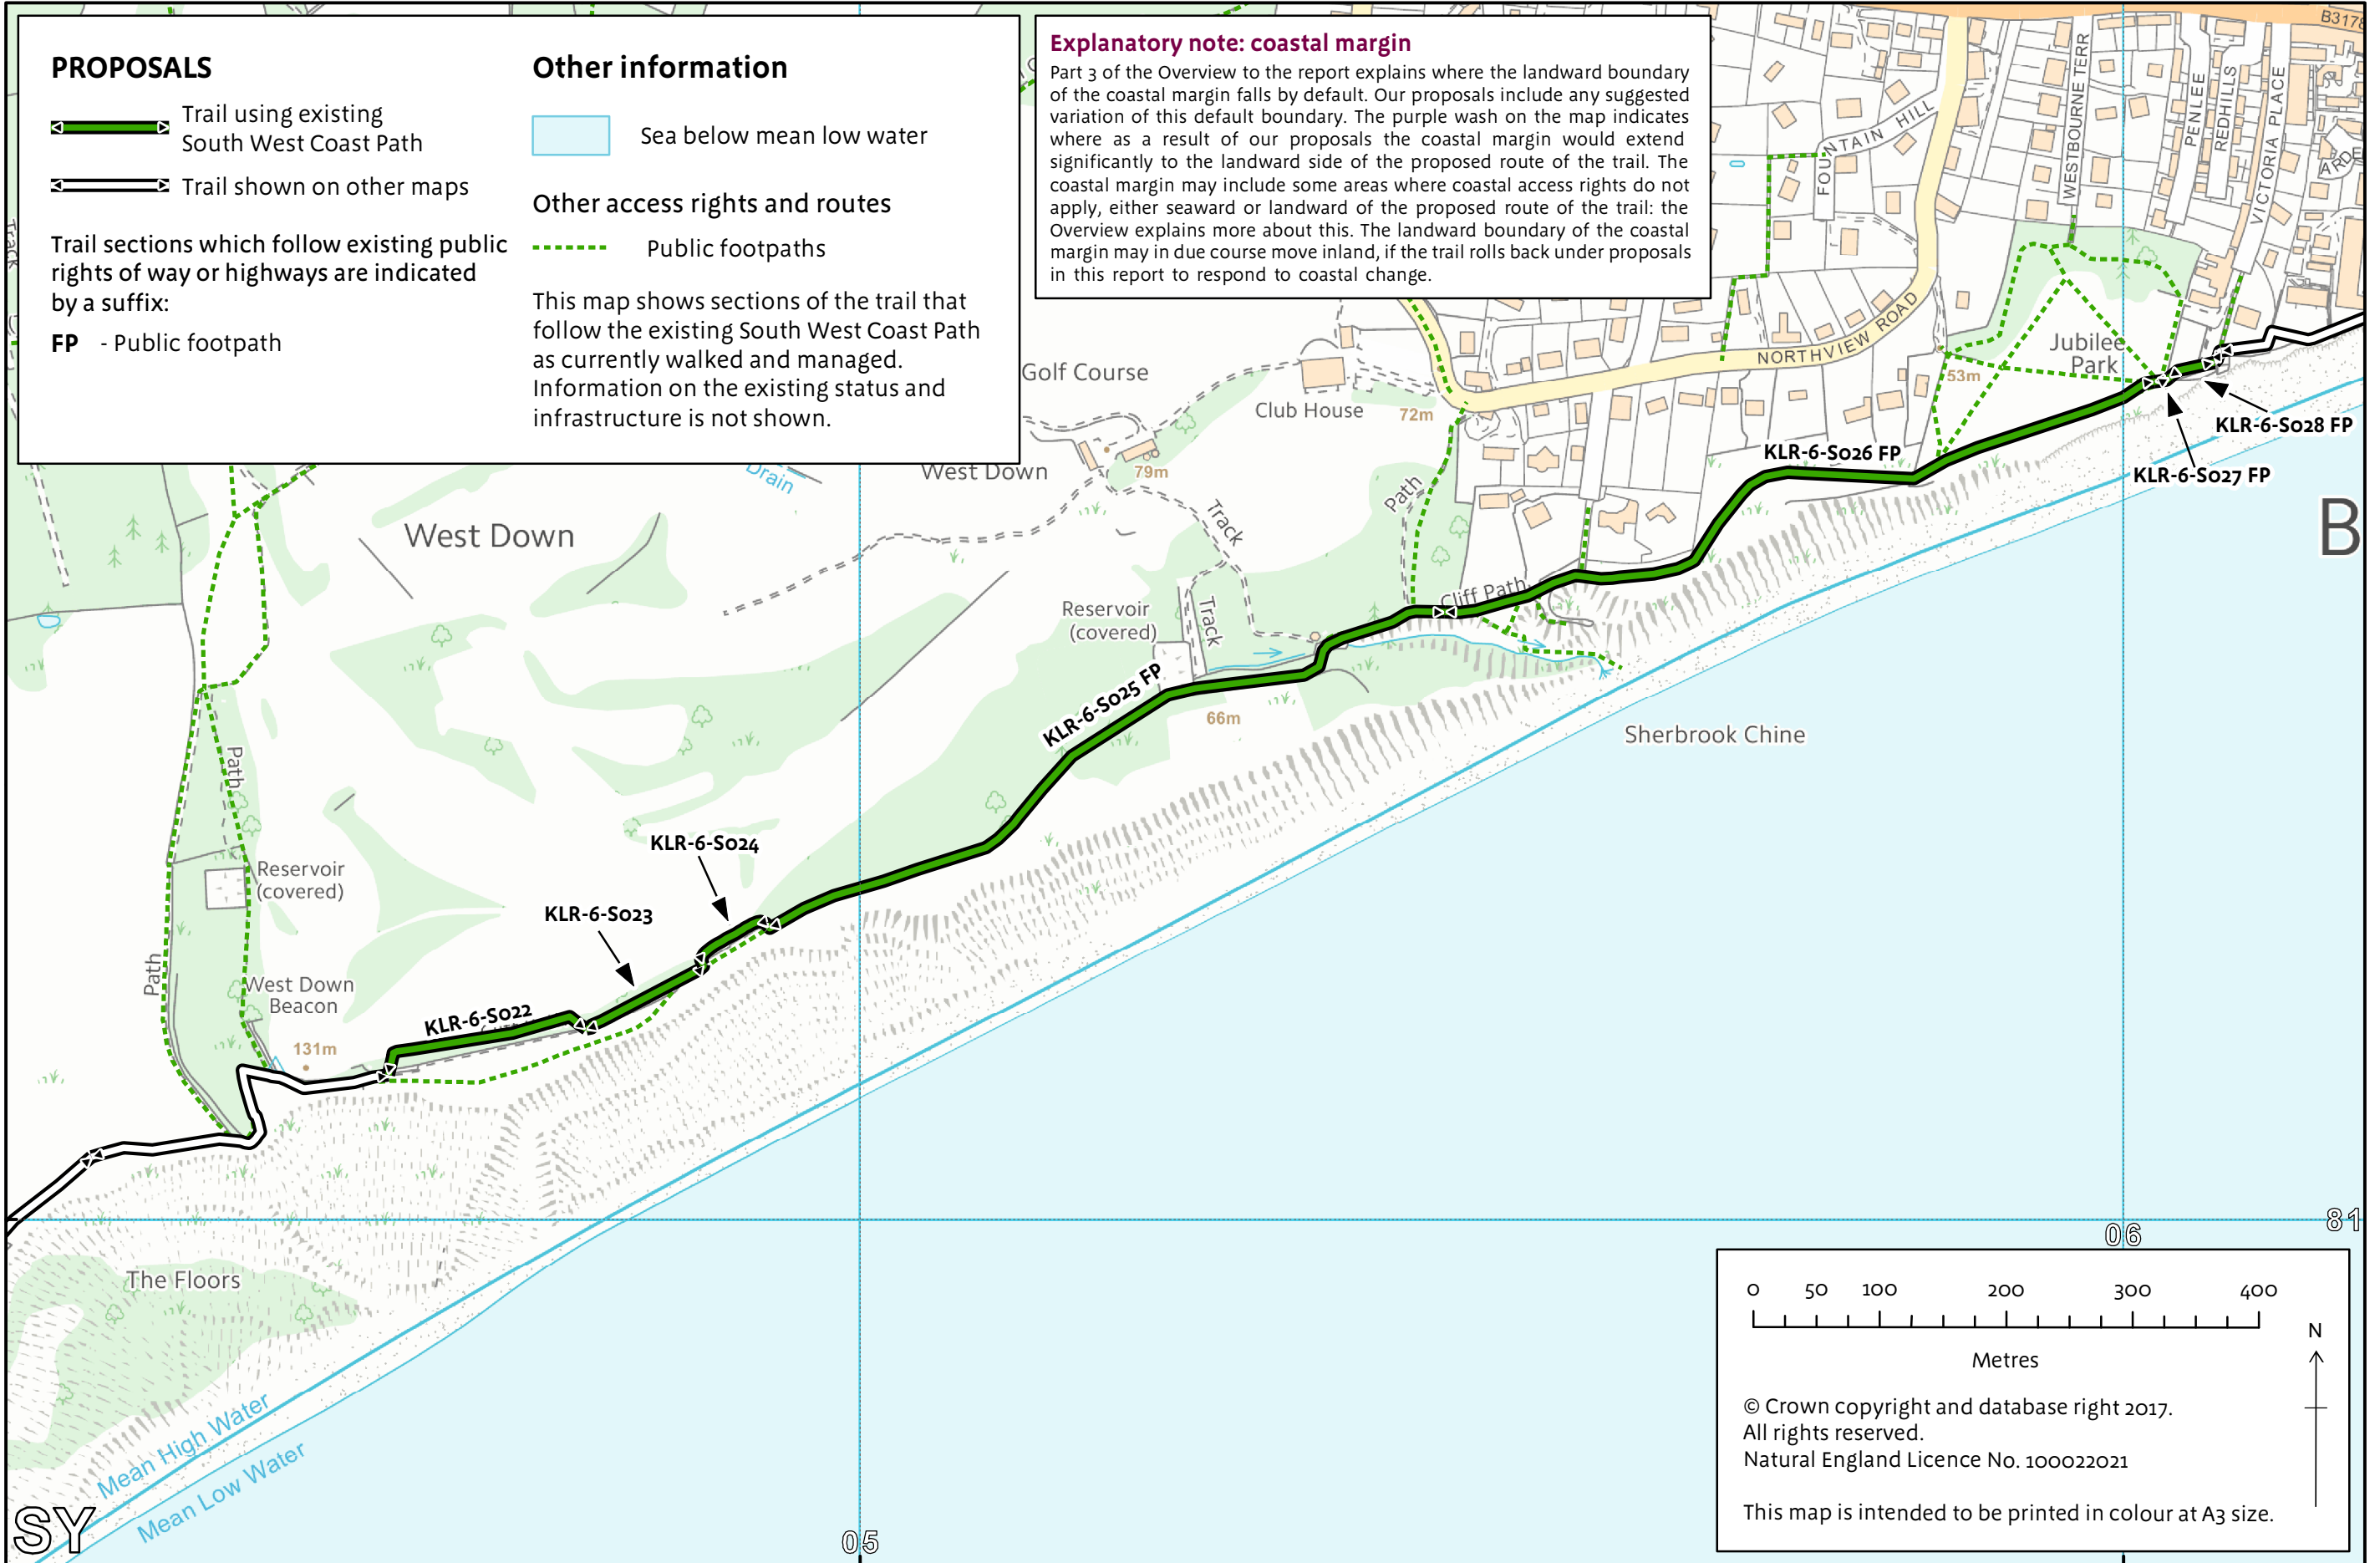 PROPOSALS
Trail using existing
South West Coast Path
Trail shown on other maps
Trail sections which follow existing public
rights of way or highways are indicated
by a suffix:
FP - Public footpath
Other information
Sea below mean low water
Other access rights and routes
Public footpaths
This map shows sections of the trail that
follow the existing South West Coast Path
as currently walked and managed.
Information on the existing status and
infrastructure is not shown.
Explanatory note: coastal margin
Part 3 of the Overview to the report explains where the landward boundary
of the coastal margin falls by default. Our proposals include any suggested
variation of this default boundary. The purple wash on the map indicates
where as a result of our proposals the coastal margin would extend
significantly to the landward side of the proposed route of the trail. The
coastal margin may include some areas where coastal access rights do not
apply, either seaward or landward of the proposed route of the trail: the
Overview explains more about this. The landward boundary of the coastal
margin may in due course move inland, if the trail rolls back under proposals
in this report to respond to coastal change.
B3178
FOUNTAIN HILL
WESTBOURNE TERR
PENLEE
REDHILLS
VICTORIA PLACE
NORTHVIEW ROAD
Jubilee
Park
53m
KLR-6-S028 FP
KLR-6-S027 FP
KLR-6-S026 FP
B
Track
Golf Course
Club House
72m
West Down
79m
Drain
West Down
Track
Path
Cliff Path
Reservoir
(covered)
Track
KLR-6-S025 FP
66m
Sherbrook Chine
Path
Reservoir
(covered)
KLR-6-S024
KLR-6-S023
Path
West Down
Beacon
KLR-6-S022
131m
81
06
The Floors
Mean High Water
Mean Low Water
SY
05
0 50 100 200 300 400
Metres
N
© Crown copyright and database right 2017.
All rights reserved.
Natural England Licence No. 100022021
This map is intended to be printed in colour at A3 size.